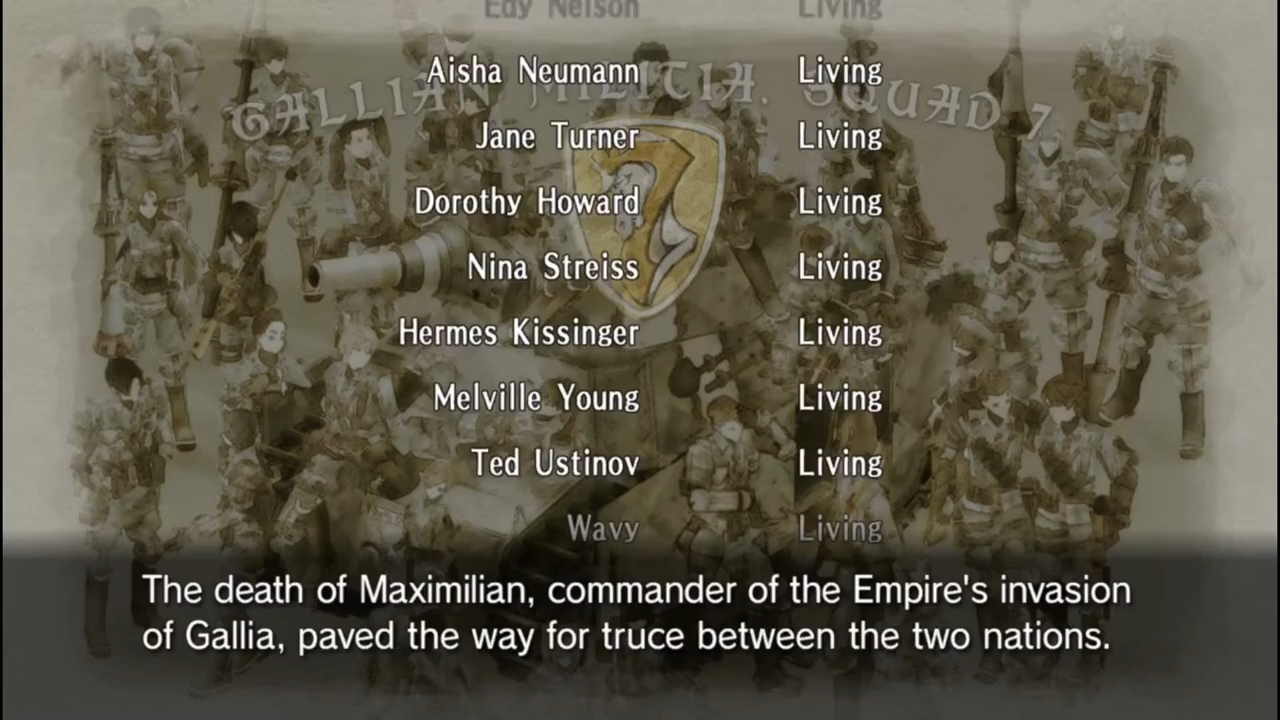 Edy Nelson Living
Aisha Neumann Living
GALLIAN MILITIA. SQUAD 7
Jane Turner Living
Dorothy Howard Living
Nina Streiss Living
Hermes Kissinger Living
Melville Young Living
Ted Ustinov Living
Wavy Living
The death of Maximilian, commander of the Empire's invasion
of Gallia, paved the way for truce between the two nations.